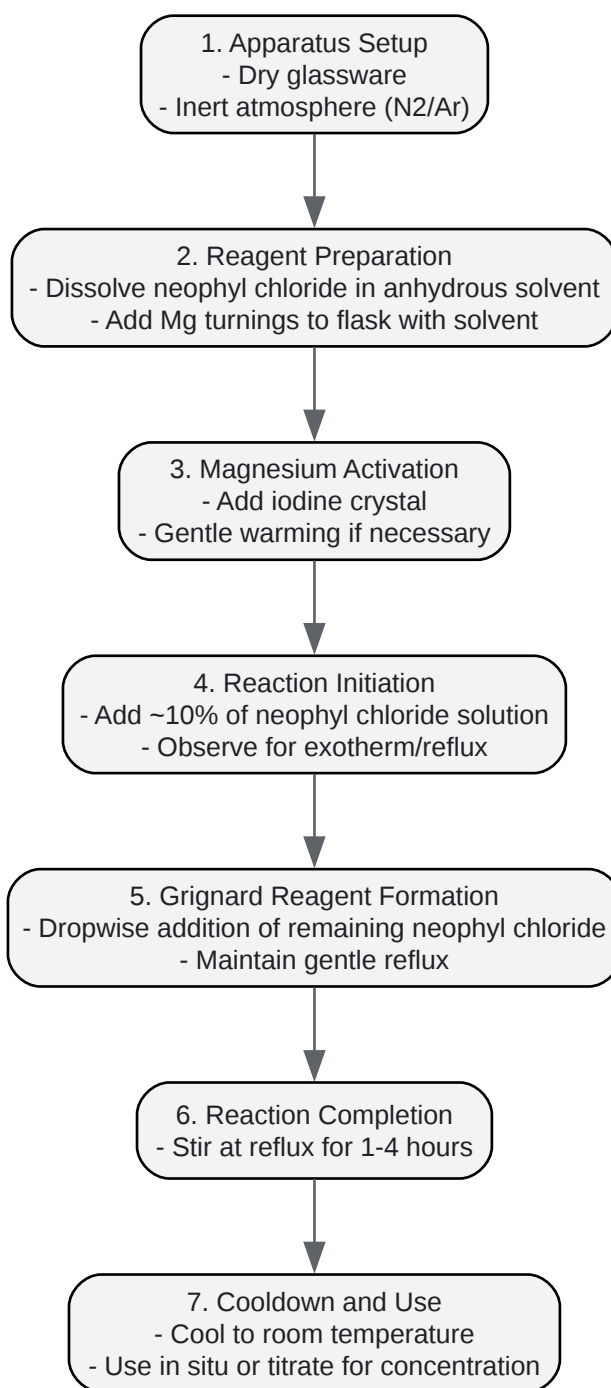 1. Apparatus Setup
- Dry glassware
- Inert atmosphere (N2/Ar)
2. Reagent Preparation
- Dissolve neophyl chloride in anhydrous solvent
- Add Mg turnings to flask with solvent
3. Magnesium Activation
- Add iodine crystal
- Gentle warming if necessary
4. Reaction Initiation
- Add ~10% of neophyl chloride solution
- Observe for exotherm/reflux
5. Grignard Reagent Formation
- Dropwise addition of remaining neophyl chloride
- Maintain gentle reflux
6. Reaction Completion
- Stir at reflux for 1-4 hours
7. Cooldown and Use
- Cool to room temperature
- Use in situ or titrate for concentration